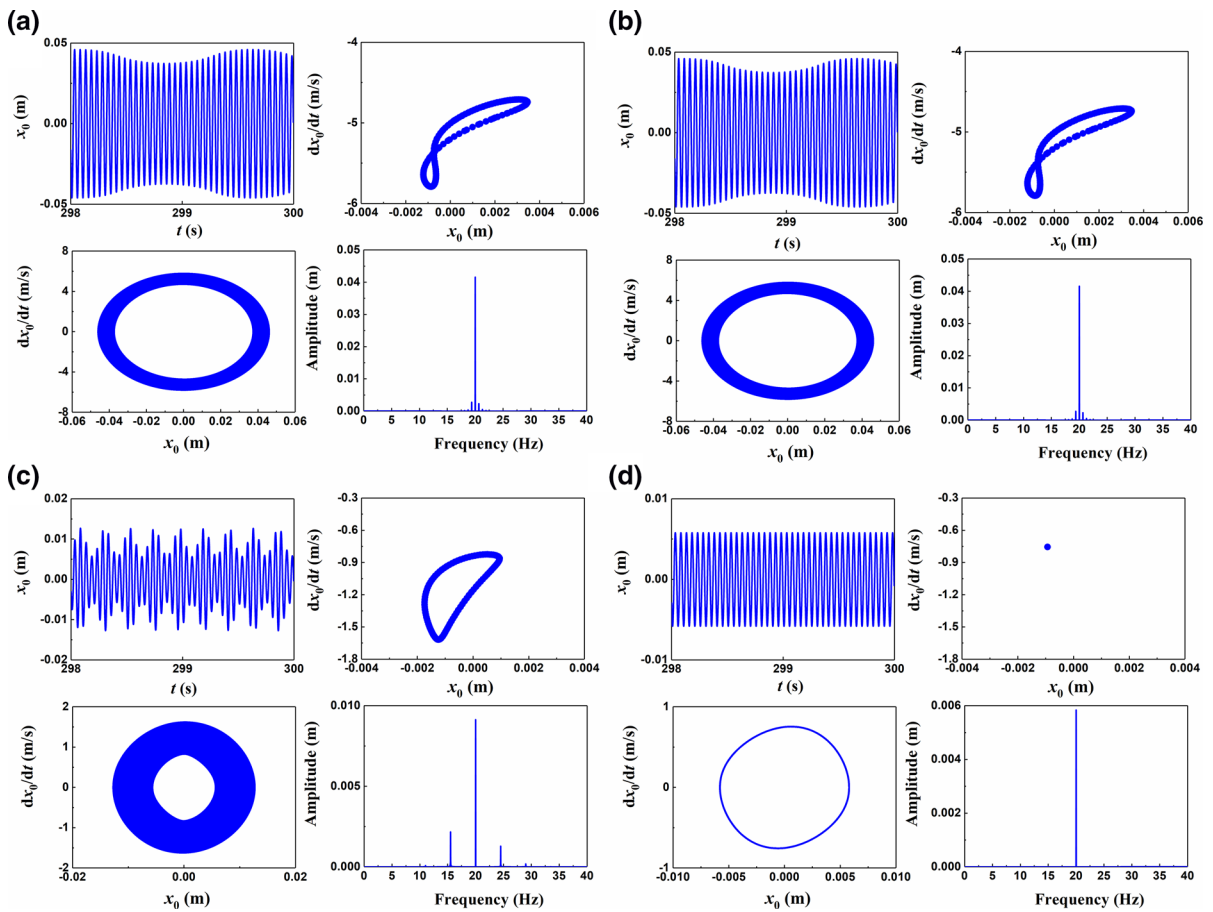 (a)
0.05
0.00
-0.05
x₀ (m)
298 299 300
t (s)
-4
-5
-6
dx₀/dt (m/s)
0.000 0.002 0.004 0.006
x₀ (m)
8
4
0
-4
-8
dx₀/dt (m/s)
-0.06 -0.04 -0.02 0.00 0.02 0.04 0.06
x₀ (m)
0.05
0.04
0.03
0.02
0.01
0.00
Amplitude (m)
0 5 10 15 20 25 30 35 40
Frequency (Hz)
(b)
0.05
0.00
-0.05
x₀ (m)
298 299 300
t (s)
-4
-5
-6
dx₀/dt (m/s)
0.000 0.002 0.004 0.006
x₀ (m)
8
4
0
-4
-8
dx₀/dt (m/s)
-0.06 -0.04 -0.02 0.00 0.02 0.04 0.06
x₀ (m)
0.05
0.04
0.03
0.02
0.01
0.00
Amplitude (m)
0 5 10 15 20 25 30 35 40
Frequency (Hz)
(c)
0.02
0.01
0.00
-0.01
-0.02
x₀ (m)
298 299 300
t (s)
-0.3
-0.6
-0.9
-1.2
-1.5
-1.8
dx₀/dt (m/s)
-0.004 -0.002 0.000 0.002 0.004
x₀ (m)
2
1
0
-1
-2
dx₀/dt (m/s)
-0.02 0.00 0.02
x₀ (m)
0.010
0.005
0.000
Amplitude (m)
0 5 10 15 20 25 30 35 40
Frequency (Hz)
(d)
0.01
0.00
-0.01
x₀ (m)
298 299 300
t (s)
-0.3
-0.6
-0.9
-1.2
-1.5
-1.8
dx₀/dt (m/s)
-0.004 -0.002 0.000 0.002 0.004
x₀ (m)
1
0
-1
dx₀/dt (m/s)
-0.010 -0.005 0.000 0.005 0.010
x₀ (m)
0.006
0.005
0.004
0.003
0.002
0.001
0.000
Amplitude (m)
0 5 10 15 20 25 30 35 40
Frequency (Hz)